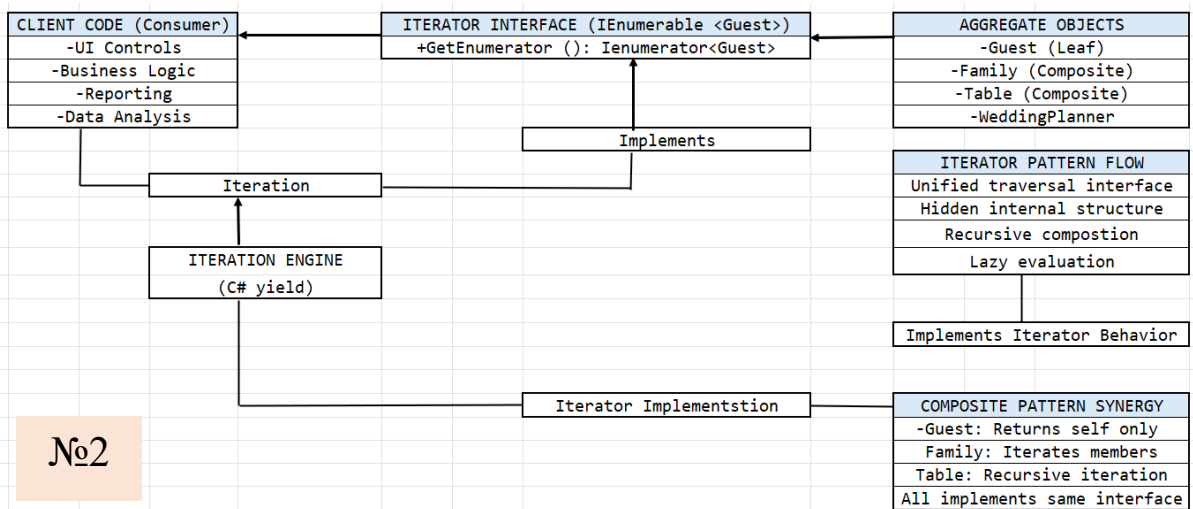 CLIENT CODE (Consumer)
-UI Controls
-Business Logic
-Reporting
-Data Analysis
ITERATOR INTERFACE (IEnumerable <Guest>)
+GetEnumerator (): Ienumerator<Guest>
AGGREGATE OBJECTS
-Guest (Leaf)
-Family (Composite)
-Table (Composite)
-WeddingPlanner
Implements
Iteration
ITERATION ENGINE
(C# yield)
ITERATOR PATTERN FLOW
Unified traversal interface
Hidden internal structure
Recursive compostion
Lazy evaluation
Implements Iterator Behavior
Iterator Implementstion
COMPOSITE PATTERN SYNERGY
-Guest: Returns self only
Family: Iterates members
Table: Recursive iteration
All implements same interface
№2